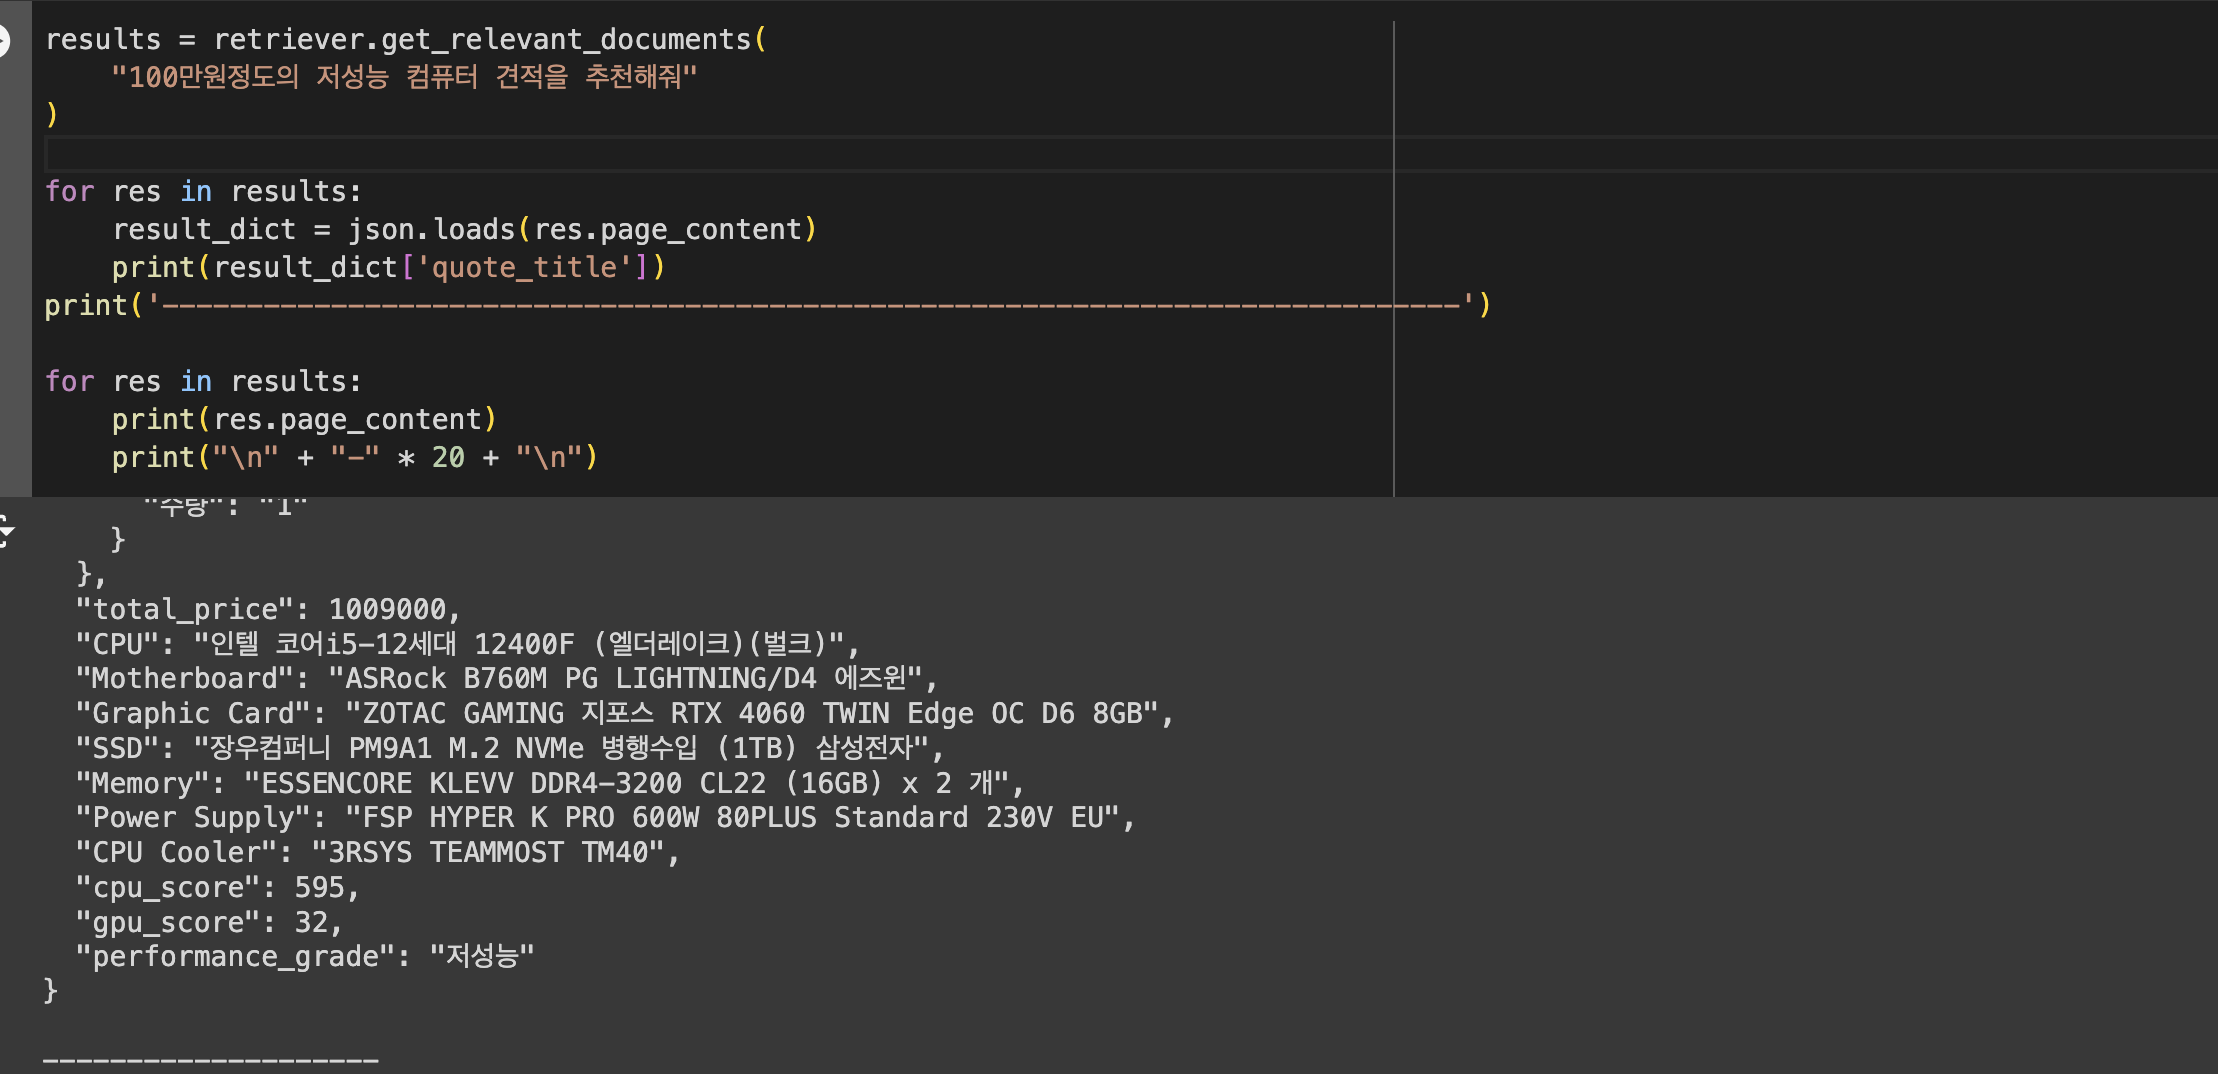 results = retriever.get_relevant_documents(
    "100만원정도의 저성능 컴퓨터 견적을 추천해줘"
)
for res in results:
    result_dict = json.loads(res.page_content)
    print(result_dict['quote_title'])
print('-----------------------------------------------------------------------------')
for res in results:
    print(res.page_content)
    print("\n" + "-" * 20 + "\n")
      "수량": "1"
    }
  },
  "total_price": 1009000,
  "CPU": "인텔 코어i5-12세대 12400F (엘더레이크)(벌크)",
  "Motherboard": "ASRock B760M PG LIGHTNING/D4 에즈윈",
  "Graphic Card": "ZOTAC GAMING 지포스 RTX 4060 TWIN Edge OC D6 8GB",
  "SSD": "장우컴퍼니 PM9A1 M.2 NVMe 병행수입 (1TB) 삼성전자",
  "Memory": "ESSENCORE KLEVV DDR4-3200 CL22 (16GB) x 2 개",
  "Power Supply": "FSP HYPER K PRO 600W 80PLUS Standard 230V EU",
  "CPU Cooler": "3RSYS TEAMMOST TM40",
  "cpu_score": 595,
  "gpu_score": 32,
  "performance_grade": "저성능"
}
--------------------